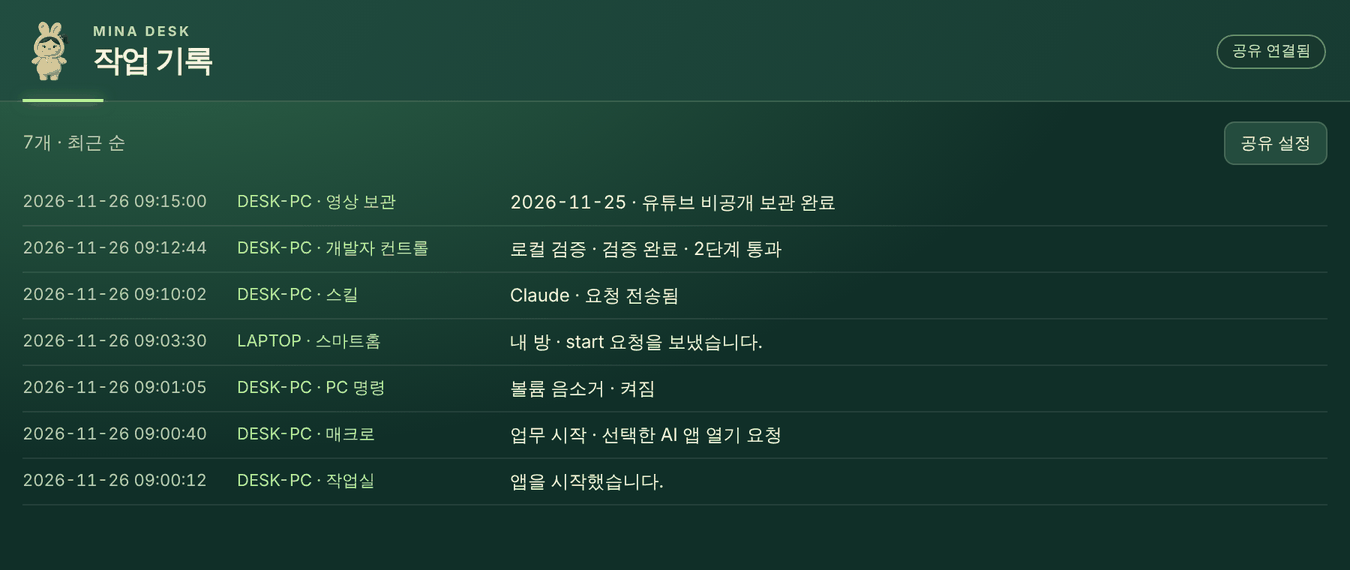 MINA DESK
작업 기록
공유 연결됨
7개 · 최근 순
공유 설정
2026-11-26 09:15:00 DESK-PC · 영상 보관 2026-11-25 · 유튜브 비공개 보관 완료
2026-11-26 09:12:44 DESK-PC · 개발자 컨트롤 로컬 검증 · 검증 완료 · 2단계 통과
2026-11-26 09:10:02 DESK-PC · 스킬 Claude · 요청 전송됨
2026-11-26 09:03:30 LAPTOP · 스마트홈 내 방 · start 요청을 보냈습니다.
2026-11-26 09:01:05 DESK-PC · PC 명령 볼륨 음소거 · 켜짐
2026-11-26 09:00:40 DESK-PC · 매크로 업무 시작 · 선택한 AI 앱 열기 요청
2026-11-26 09:00:12 DESK-PC · 작업실 앱을 시작했습니다.